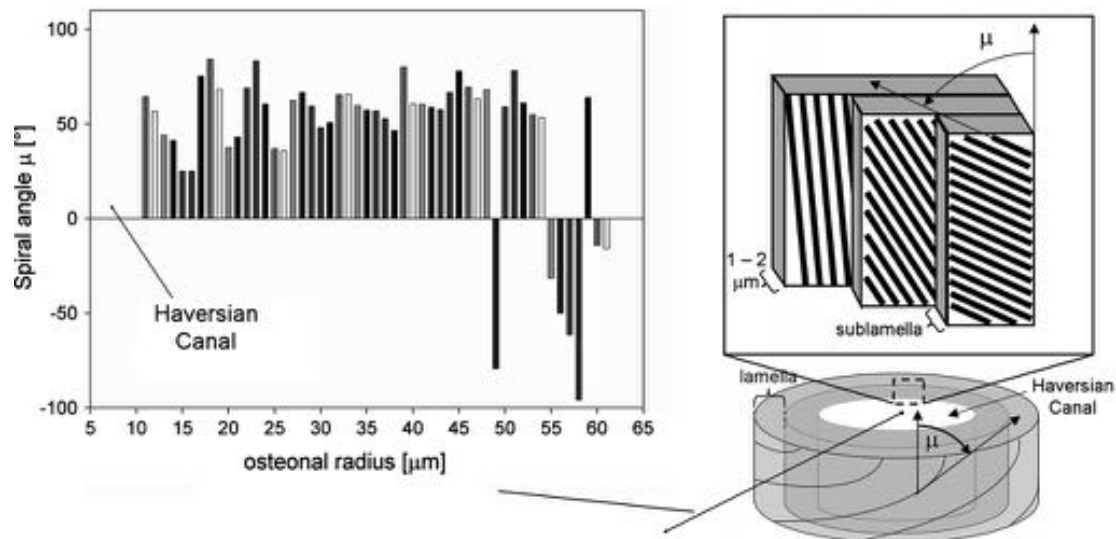 100
50
0
-50
-100
Spiral angle μ [°]
Haversian
Canal
5 10 15 20 25 30 35 40 45 50 55 60 65
osteonal radius [μm]
μ
1 – 2
μm
sublamella
lamella
Haversian
Canal
μ